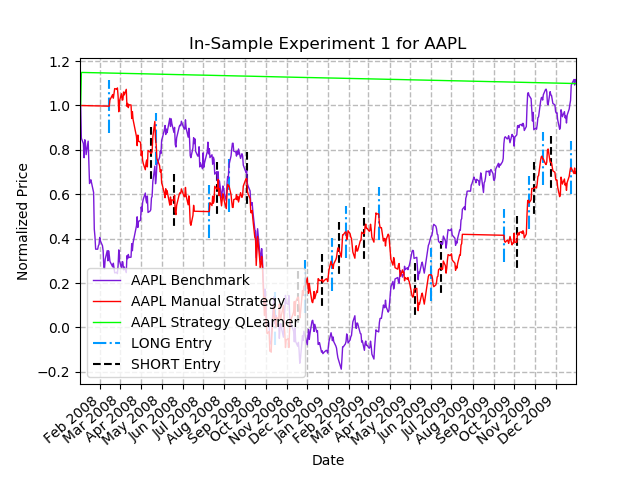 In-Sample Experiment 1 for AAPL
Normalized Price
1.2
1.0
0.8
0.6
0.4
0.2
0.0
−0.2
AAPL Benchmark
AAPL Manual Strategy
AAPL Strategy QLearner
LONG Entry
SHORT Entry
Feb 2008
Mar 2008
Apr 2008
May 2008
Jun 2008
Jul 2008
Aug 2008
Sep 2008
Oct 2008
Nov 2008
Dec 2008
Jan 2009
Feb 2009
Mar 2009
Apr 2009
May 2009
Jun 2009
Jul 2009
Aug 2009
Sep 2009
Oct 2009
Nov 2009
Dec 2009
Date